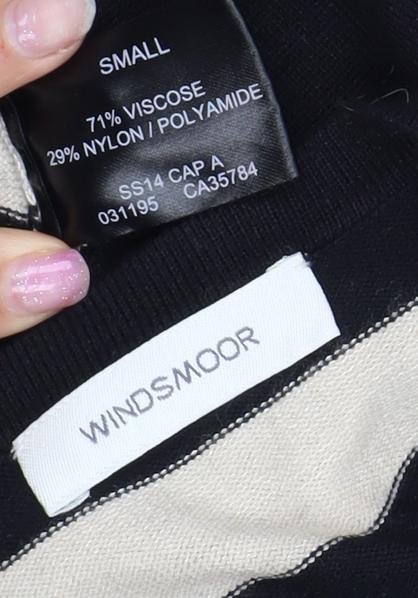 SMALL
71% VISCOSE
29% NYLON / POLYAMIDE
SS14 CAP A
031195 CA35784
WINDSMOOR